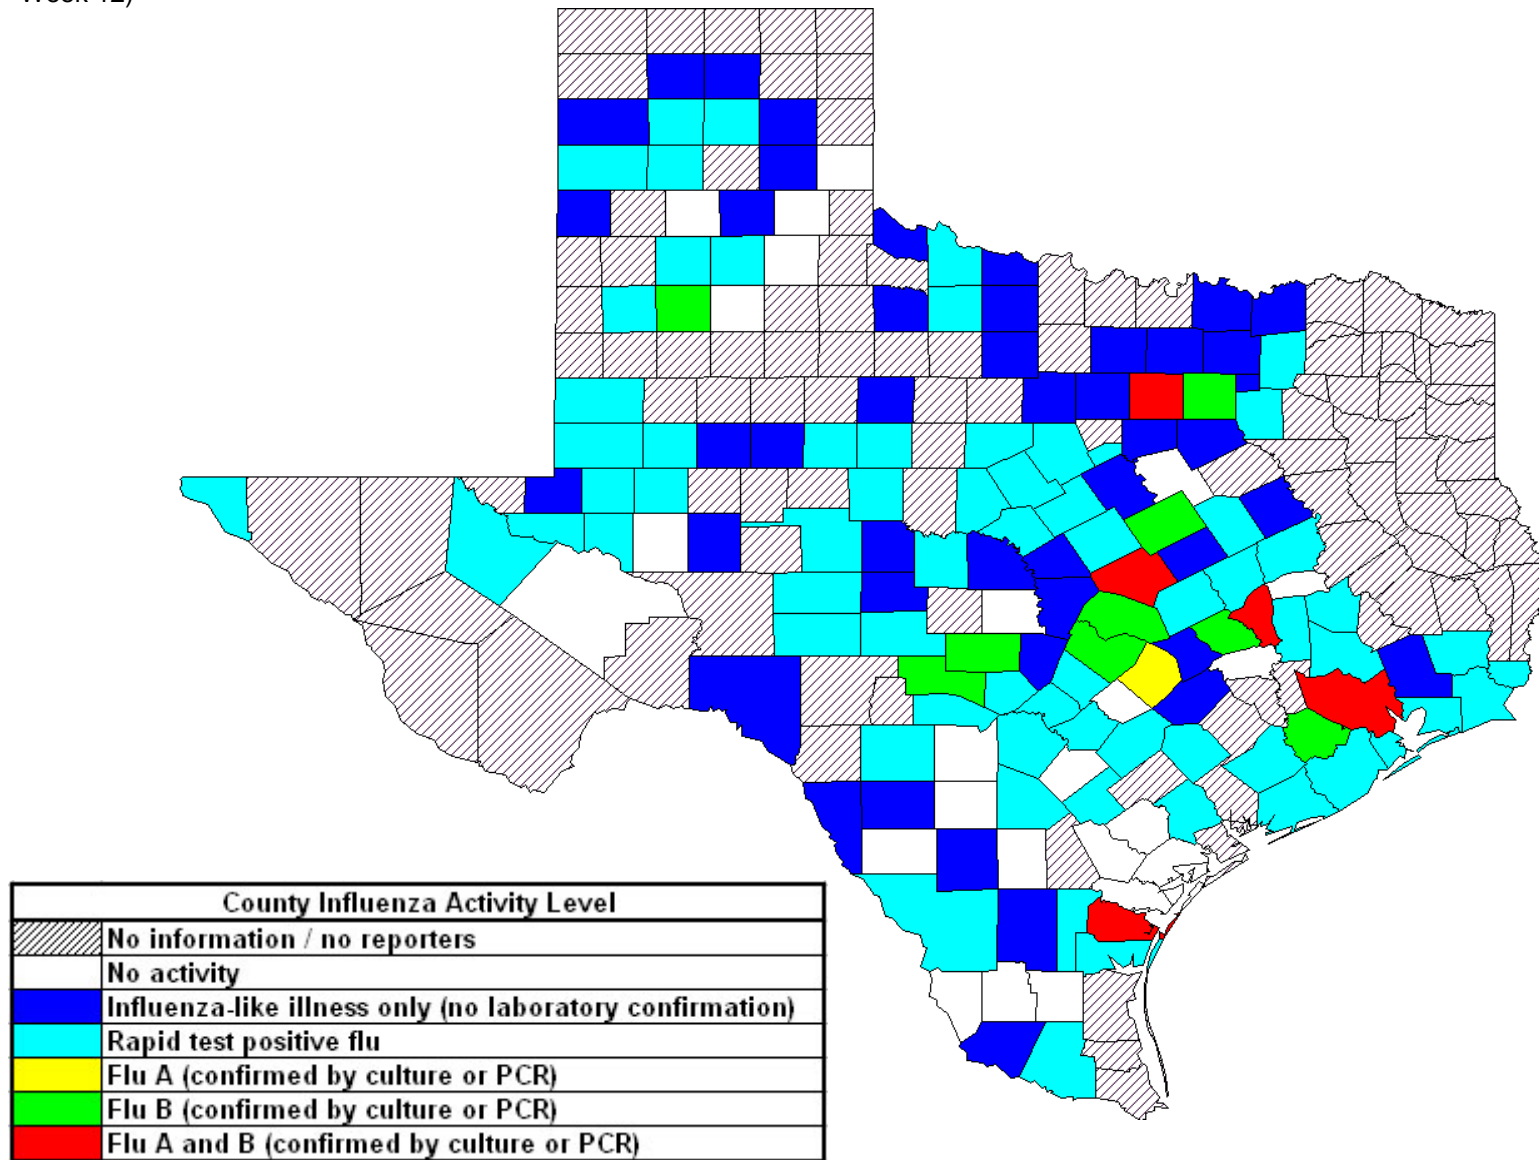 Week 12)
County Influenza Activity Level
No information / no reporters
No activity
Influenza-like illness only (no laboratory confirmation)
Rapid test positive flu
Flu A (confirmed by culture or PCR)
Flu B (confirmed by culture or PCR)
Flu A and B (confirmed by culture or PCR)